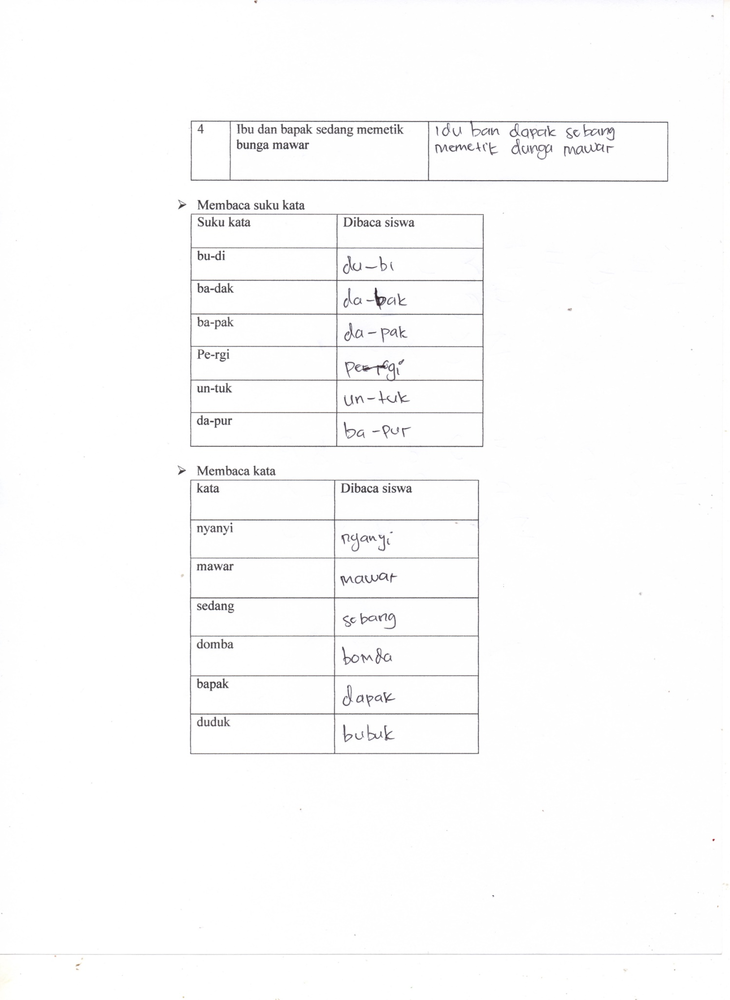 4
Ibu dan bapak sedang memetik
bunga mawar
idu ban dapak sebang
memetik dunga mawar
➢ Membaca suku kata
Suku kata Dibaca siswa
bu-di du-bi
ba-dak da-bak
ba-pak da-pak
Pe-rgi
un-tuk un-tuk
da-pur ba-pur
➢ Membaca kata
kata Dibaca siswa
nyanyi nyanyi
mawar mawar
sedang sebang
domba bomda
bapak dapak
duduk bubuk